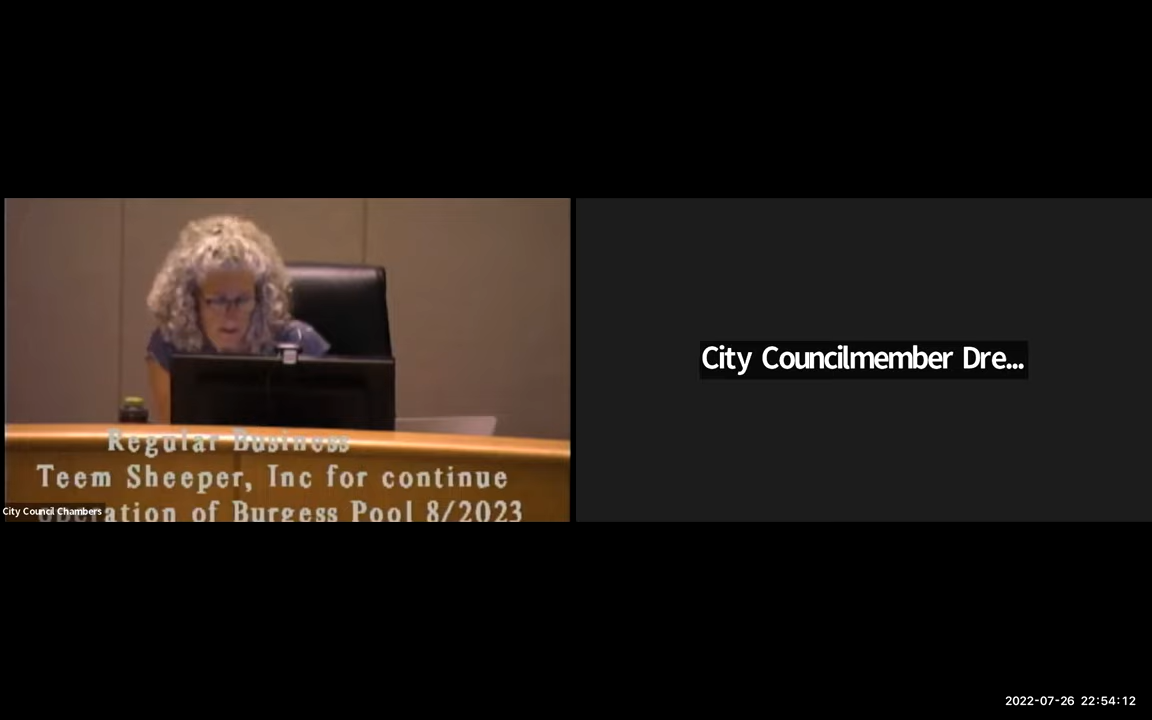 Regular Business
Teem Sheeper, Inc for continue
operation of Burgess Pool 8/2023
City Council Chambers
City Councilmember Dre...
2022-07-26 22:54:12